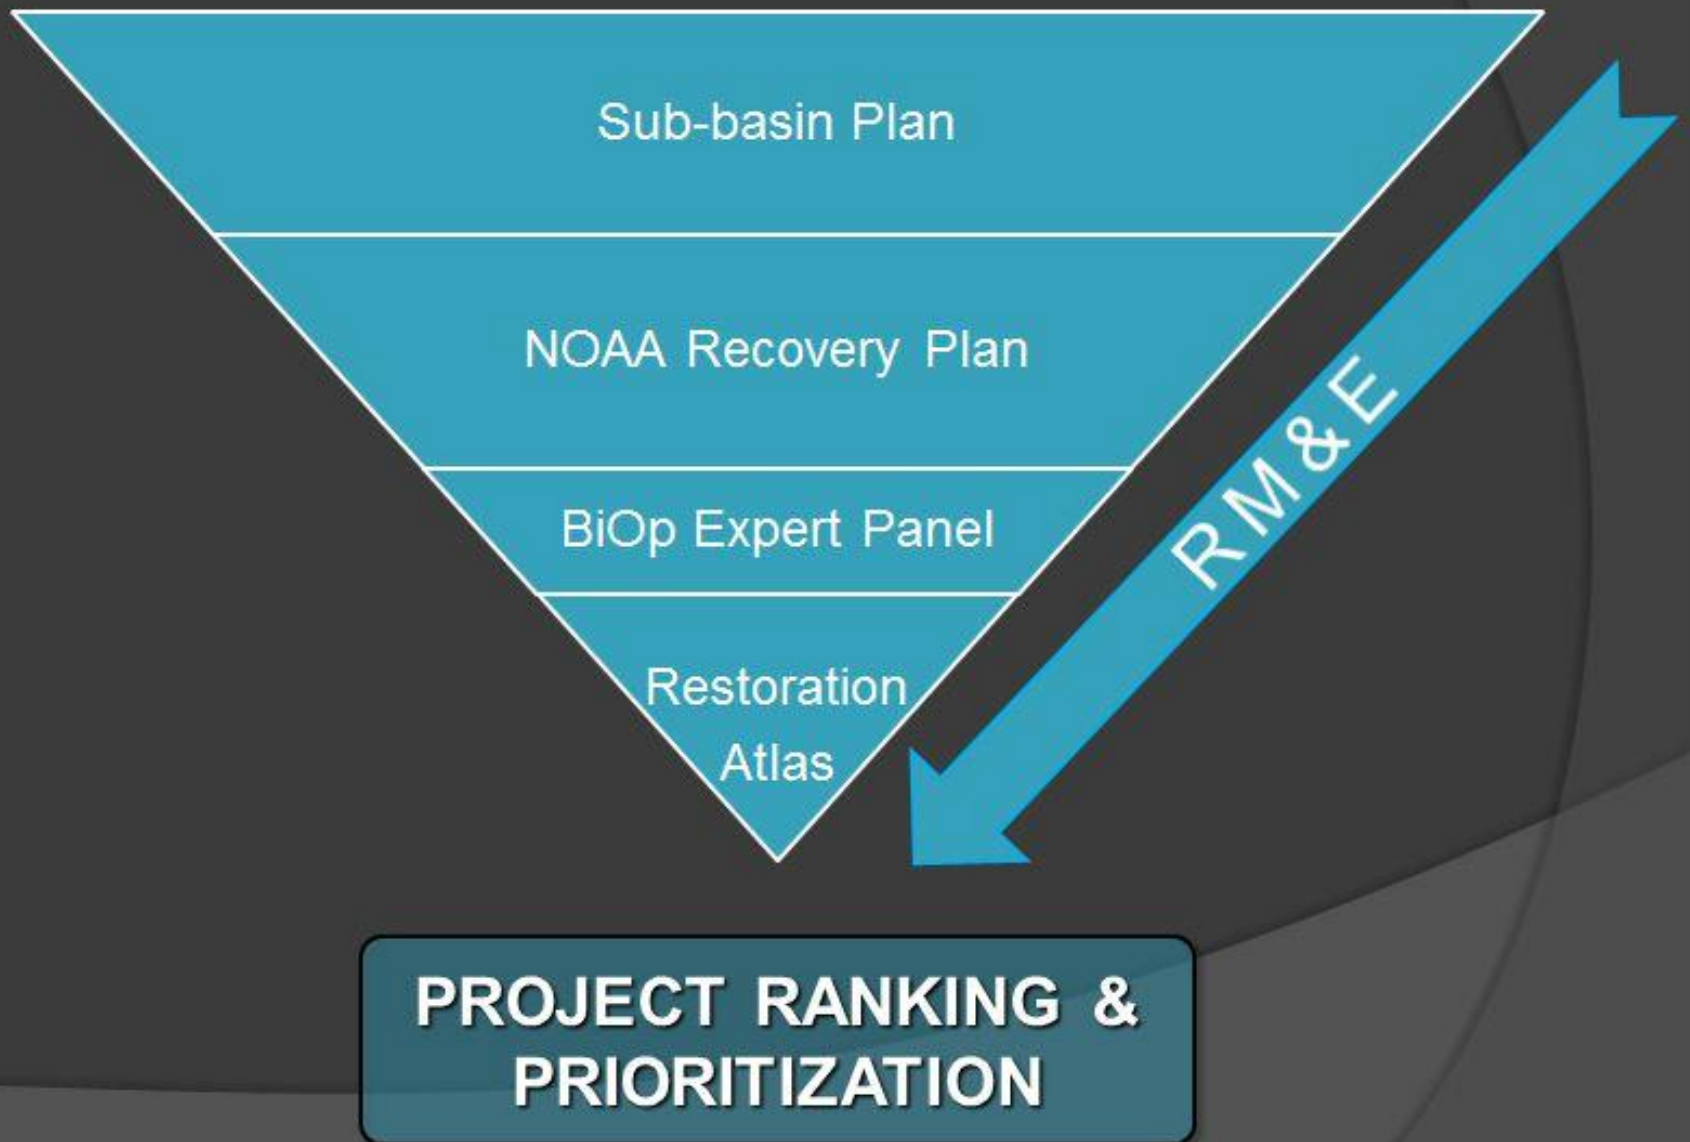 Sub-basin Plan
NOAA Recovery Plan
BiOp Expert Panel
Restoration
Atlas
RM&E
PROJECT RANKING &
PRIORITIZATION